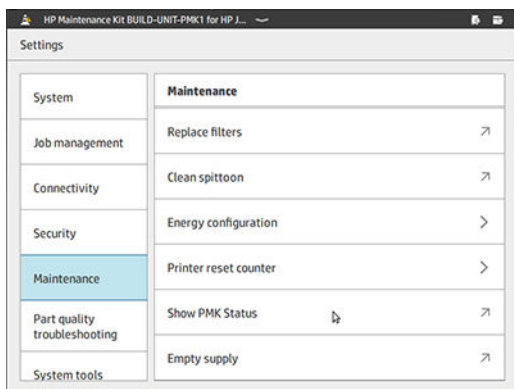 HP Maintenance Kit BUILD-UNIT-PMK1 for HP J...
Settings
System
Job management
Connectivity
Security
Maintenance
Part quality
troubleshooting
System tools
Maintenance
Replace filters
Clean spittoon
Energy configuration
Printer reset counter
Show PMK Status
Empty supply